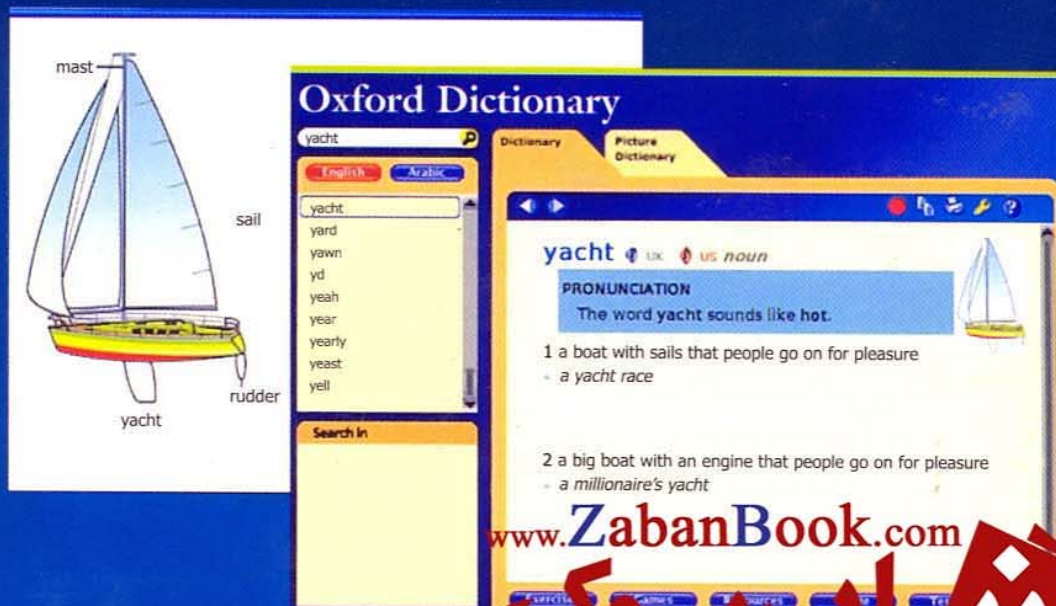 mast
sail
rudder
yacht
Oxford Dictionary
yacht
English Arabic
yacht
yard
yawn
yd
yeah
year
yearly
yeast
yell
Search in
Dictionary
Picture
Dictionary
yacht UK US noun
PRONUNCIATION
The word yacht sounds like hot.
1 a boat with sails that people go on for pleasure
a yacht race
2 a big boat with an engine that people go on for pleasure
a millionaire's yacht
www.ZabanBook.com